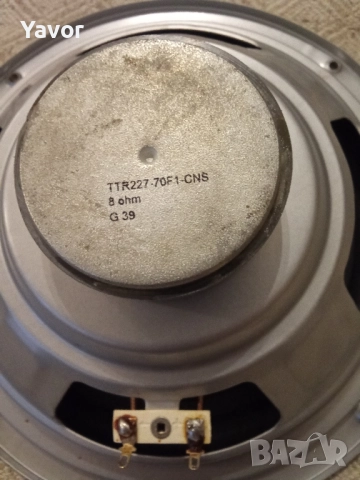 Yavor
TTR227-70F1-CNS
8 ohm
G 39
BAZAR